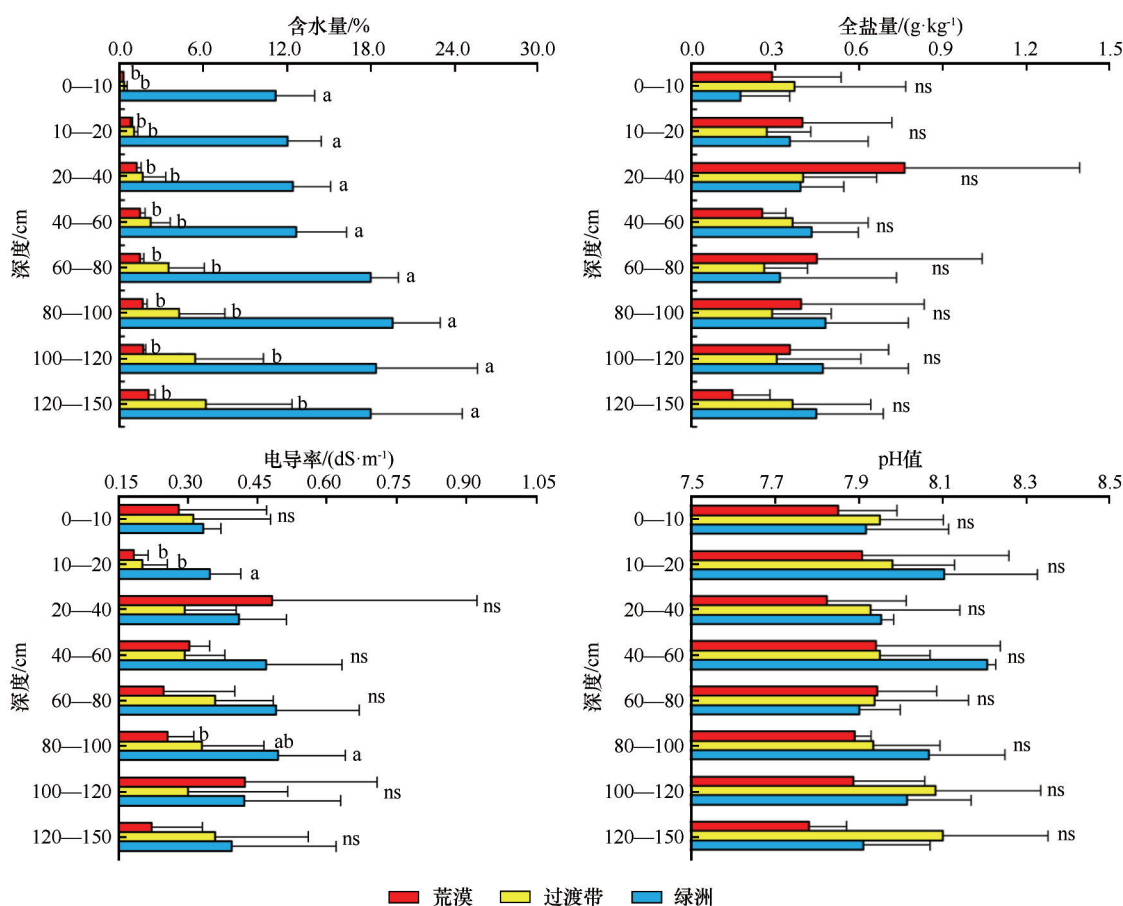 含水量/%
0.0 6.0 12.0 18.0 24.0 30.0
深度/cm
0—10 b b a
10—20 b b a
20—40 b b a
40—60 b b a
60—80 b b a
80—100 b b a
100—120 b b a
120—150 b b a
全盐量/(g·kg⁻¹)
0.0 0.3 0.6 0.9 1.2 1.5
深度/cm
0—10 ns
10—20 ns
20—40 ns
40—60 ns
60—80 ns
80—100 ns
100—120 ns
120—150 ns
电导率/(dS·m⁻¹)
0.15 0.30 0.45 0.60 0.75 0.90 1.05
深度/cm
0—10 ns
10—20 b b a
20—40 ns
40—60 ns
60—80 ns
80—100 b ab a
100—120 ns
120—150 ns
pH值
7.5 7.7 7.9 8.1 8.3 8.5
深度/cm
0—10 ns
10—20 ns
20—40 ns
40—60 ns
60—80 ns
80—100 ns
100—120 ns
120—150 ns
荒漠 过渡带 绿洲